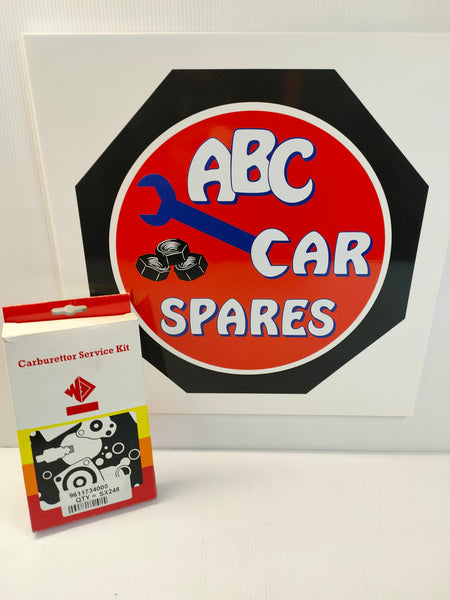 ABC
CAR
SPARES
Carburettor Service Kit
9611734000
QTY = SX248